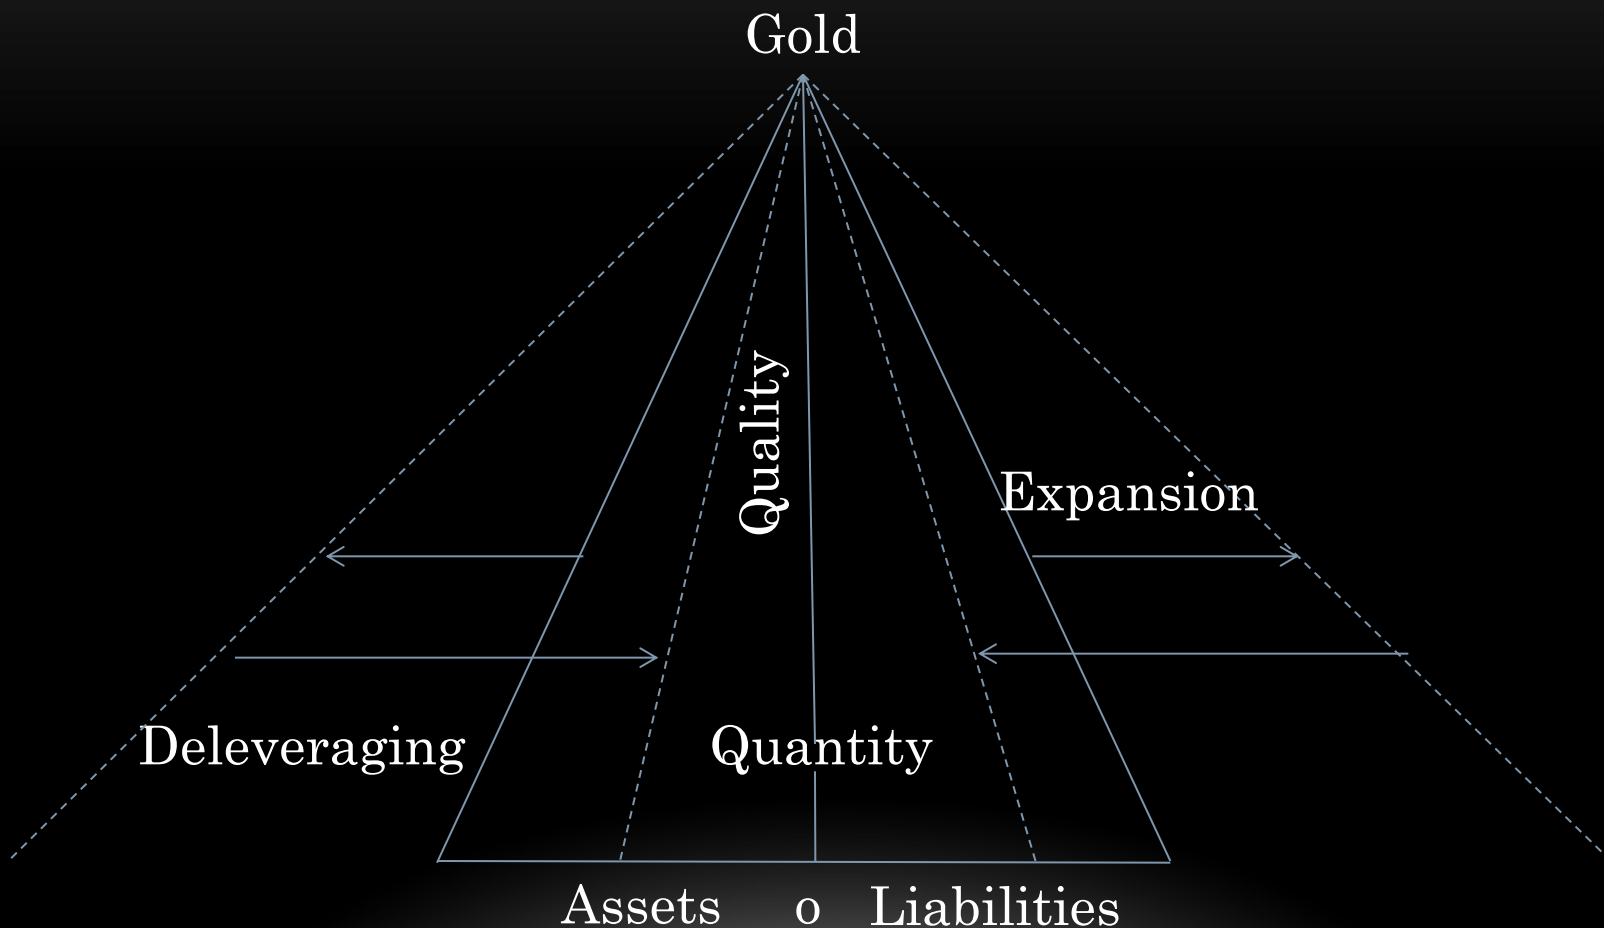 Gold
Quality
Expansion
Deleveraging
Quantity
Assets o Liabilities